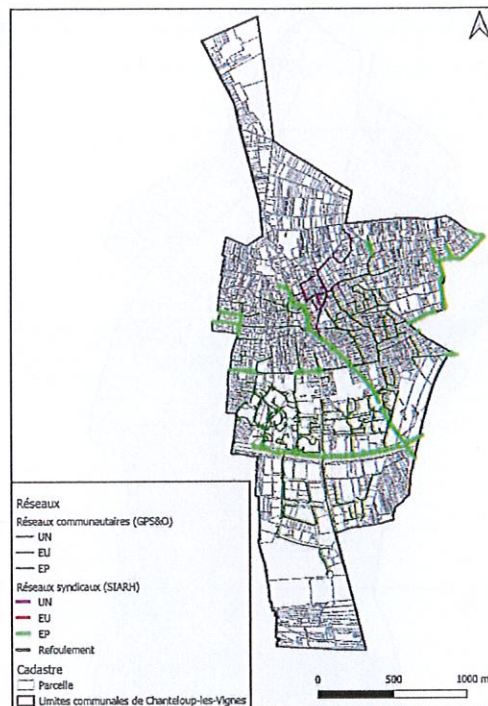 Réseaux
Réseaux communautaires (GPS&O)
UN
EU
EP
Réseaux syndicaux (SIARH)
UN
EU
EP
Refoulement
Cadastre
Parcelle
Limites communales de Chanteloup-les-Vignes
0 500 1000 m